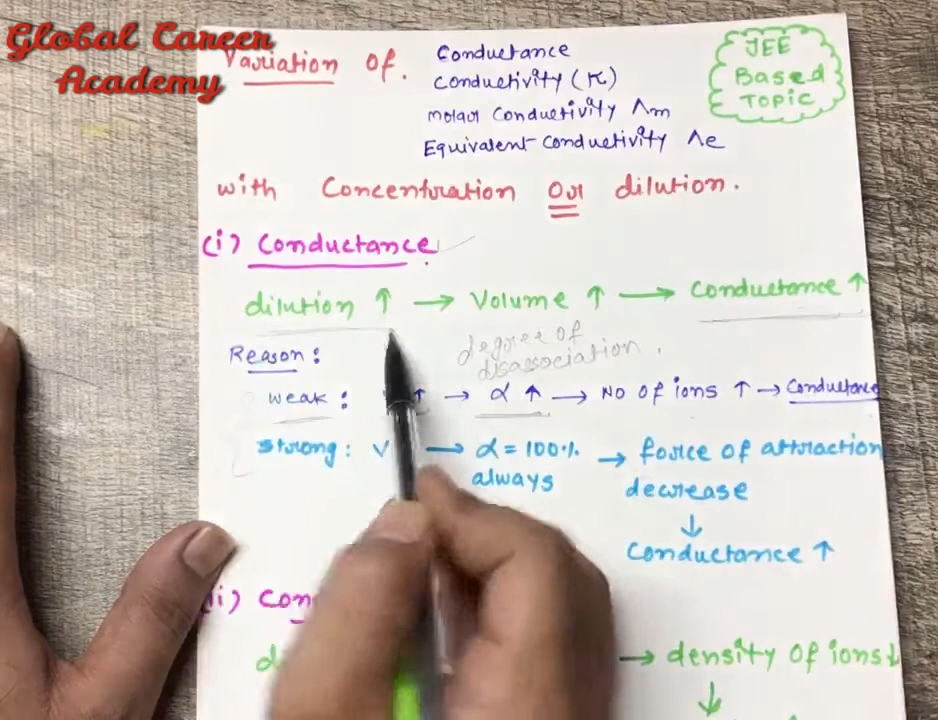 Global Career
Academy
Variation of.
Conductance
Conductivity (K)
Molar Conductivity Λm
Equivalent Conductivity Λe
JEE
Based
Topic
with Concentration Or dilution.
(i) Conductance
dilution ↑ → Volume ↑ → Conductance ↑
degree of
disassociation.
Reason:
weak: ↑ → α ↑ → No of ions ↑ → Conductance
Strong: V → α = 100% → force of attraction
always decrease
↓
Conductance ↑
→ density of ions↓
↓